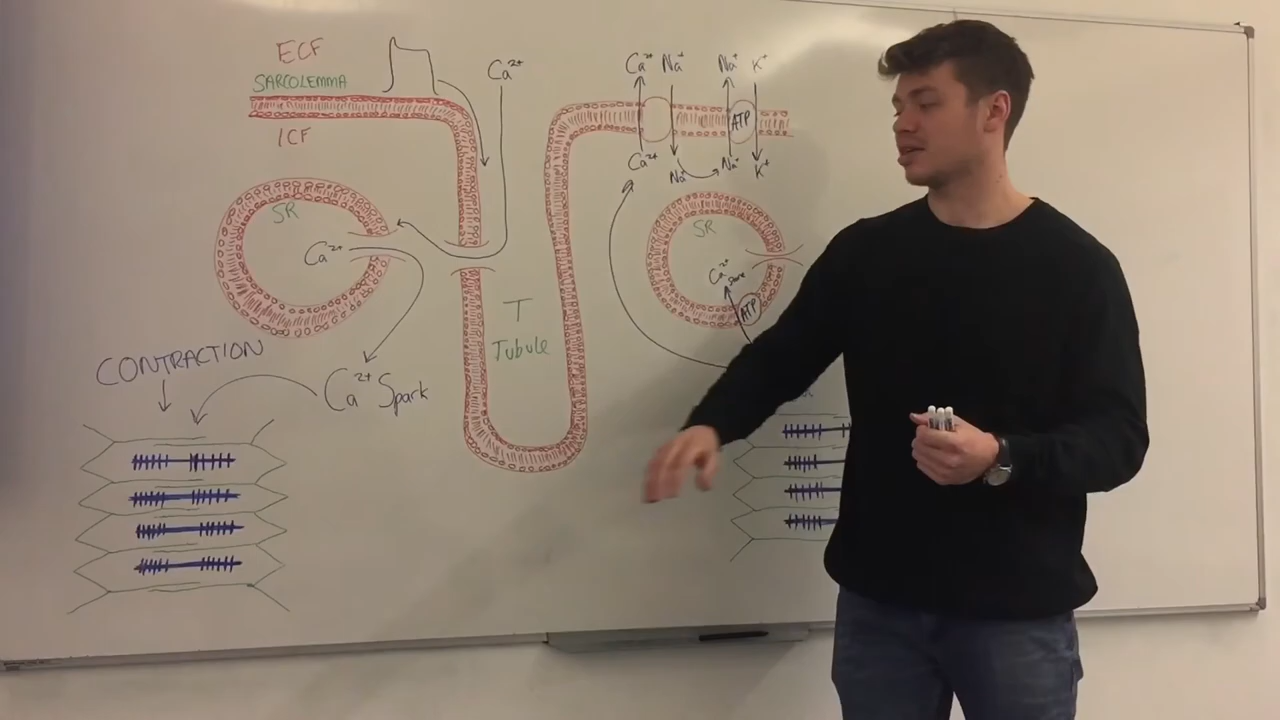 ECF
SARCOLEMMA
ICF
Ca²⁺
Ca²⁺ Na⁺ Na⁺ K⁺
ATP
Ca²⁺ Na⁺ Na⁺ K⁺
SR
Ca²⁺
SR
Ca²⁺
ATP
T
Tubule
CONTRACTION
Ca²⁺ Spark